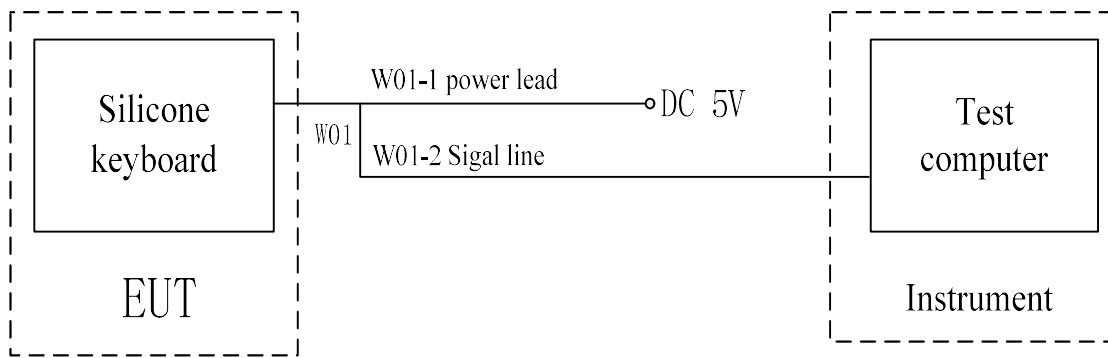 Silicone
keyboard
EUT
W01
W01-1 power lead
DC 5V
W01-2 Sigal line
Test
computer
Instrument